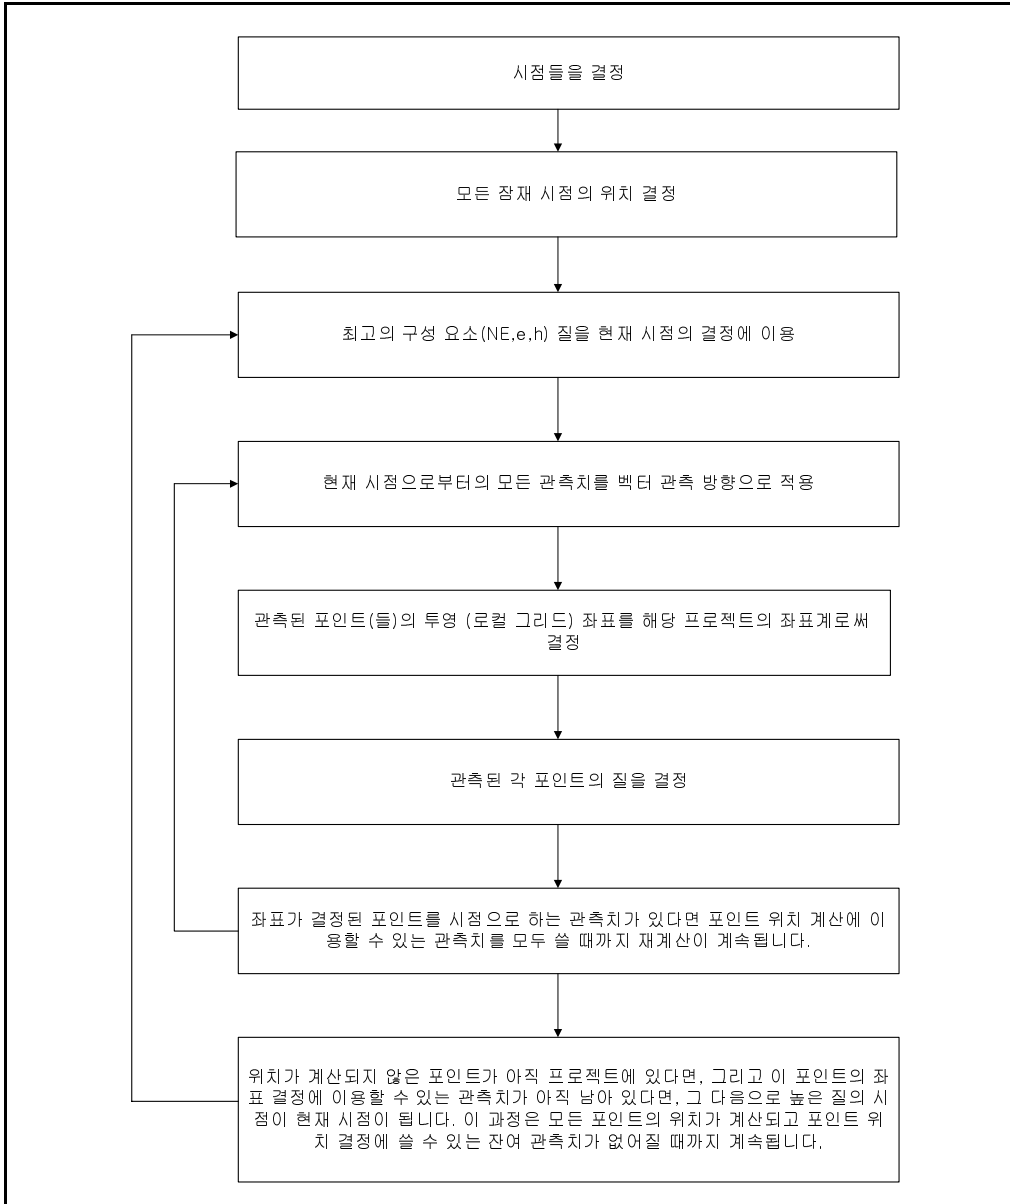 시점들을 결정
모든 잠재 시점의 위치 결정
최고의 구성 요소(NE,e,h) 질을 현재 시점의 결정에 이용
현재 시점으로부터의 모든 관측치를 벡터 관측 방향으로 적용
관측된 포인트(들)의 투영 (로컬 그리드) 좌표를 해당 프로젝트의 좌표계로써
결정
관측된 각 포인트의 질을 결정
좌표가 결정된 포인트를 시점으로 하는 관측치가 있다면 포인트 위치 계산에 이
용할 수 있는 관측치를 모두 쓸 때까지 재계산이 계속됩니다.
위치가 계산되지 않은 포인트가 아직 프로젝트에 있다면, 그리고 이 포인트의 좌
표 결정에 이용할 수 있는 관측치가 아직 남아 있다면, 그 다음으로 높은 질의 시
점이 현재 시점이 됩니다. 이 과정은 모든 포인트의 위치가 계산되고 포인트 위
치 결정에 쓸 수 있는 잔여 관측치가 없어질 때까지 계속됩니다.